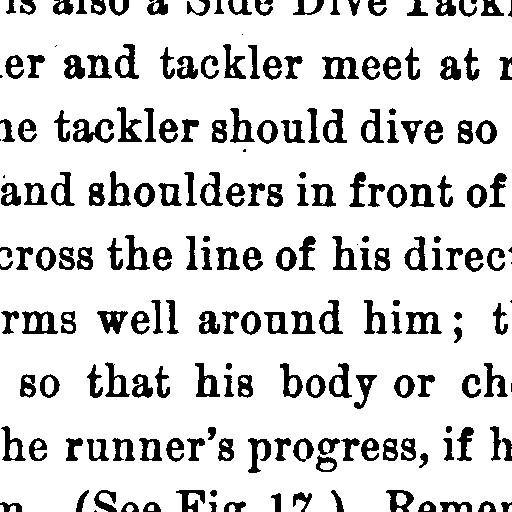 is also a Side Dive Tackl
er and tackler meet at r
he tackler should dive so
and shoulders in front of
cross the line of his direct
rms well around him; t
so that his body or ch
he runner's progress, if h
(See Fig. 17.) Remem